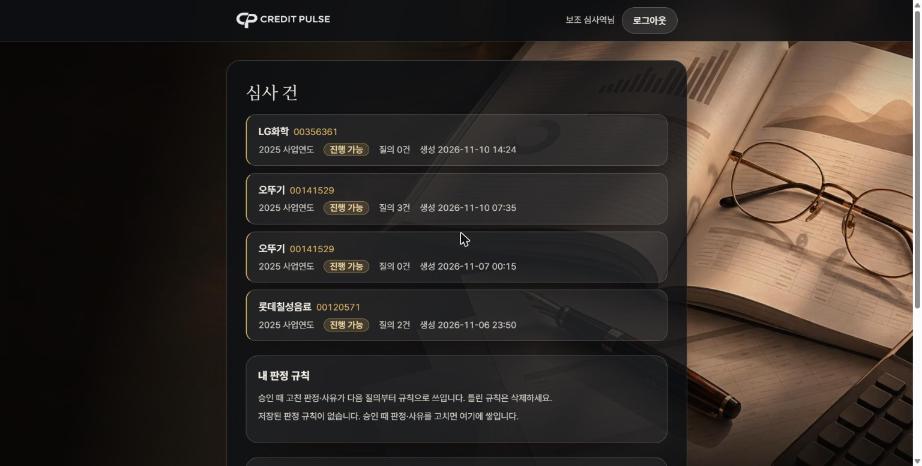 CREDIT PULSE
보조 심사역님
로그아웃
심사 건
LG화학 00356361
2025 사업연도 진행 가능 질의 0건 생성 2026-11-10 14:24
오뚜기 00141529
2025 사업연도 진행 가능 질의 3건 생성 2026-11-10 07:35
오뚜기 00141529
2025 사업연도 진행 가능 질의 0건 생성 2026-11-07 00:15
롯데칠성음료 00120571
2025 사업연도 진행 가능 질의 2건 생성 2026-11-06 23:50
내 판정 규칙
승인 때 고친 판정·사유가 다음 질의부터 규칙으로 쓰입니다. 틀린 규칙은 삭제하세요.
저장된 판정 규칙이 없습니다. 승인 때 판정·사유를 고치면 여기에 쌓입니다.